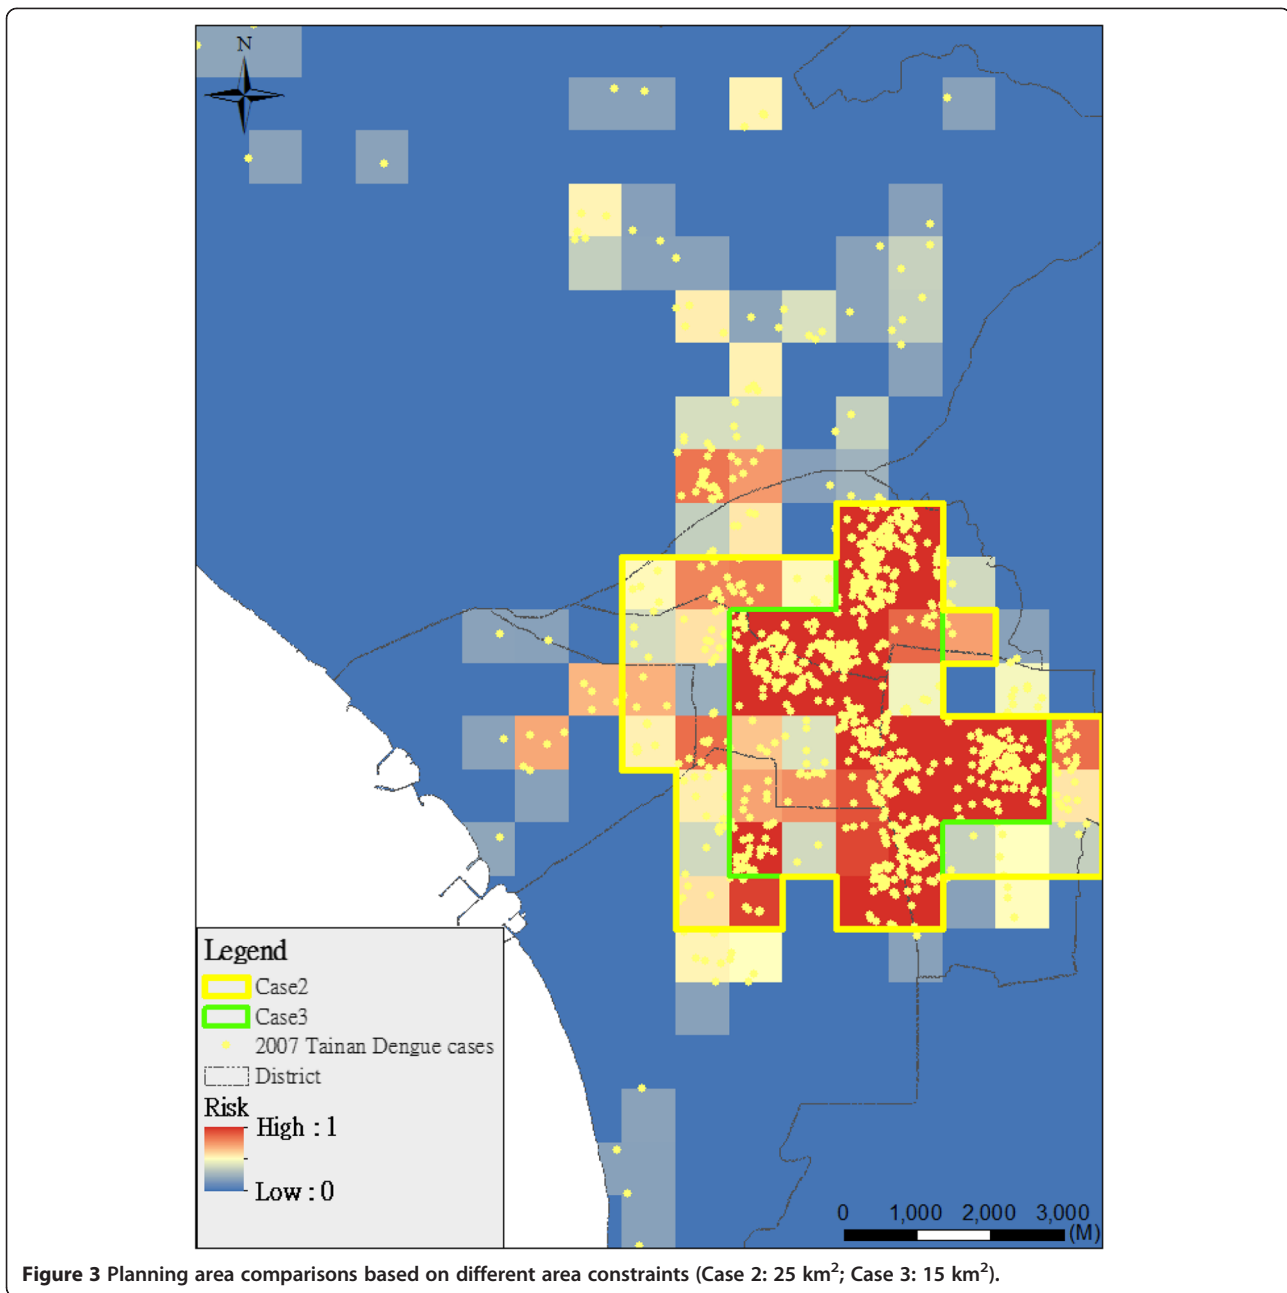 N
Legend
Case2
Case3
2007 Tainan Dengue cases
District
Risk
High : 1
Low : 0
0 1,000 2,000 3,000
(M)
Figure 3 Planning area comparisons based on different area constraints (Case 2: 25 km²; Case 3: 15 km²).